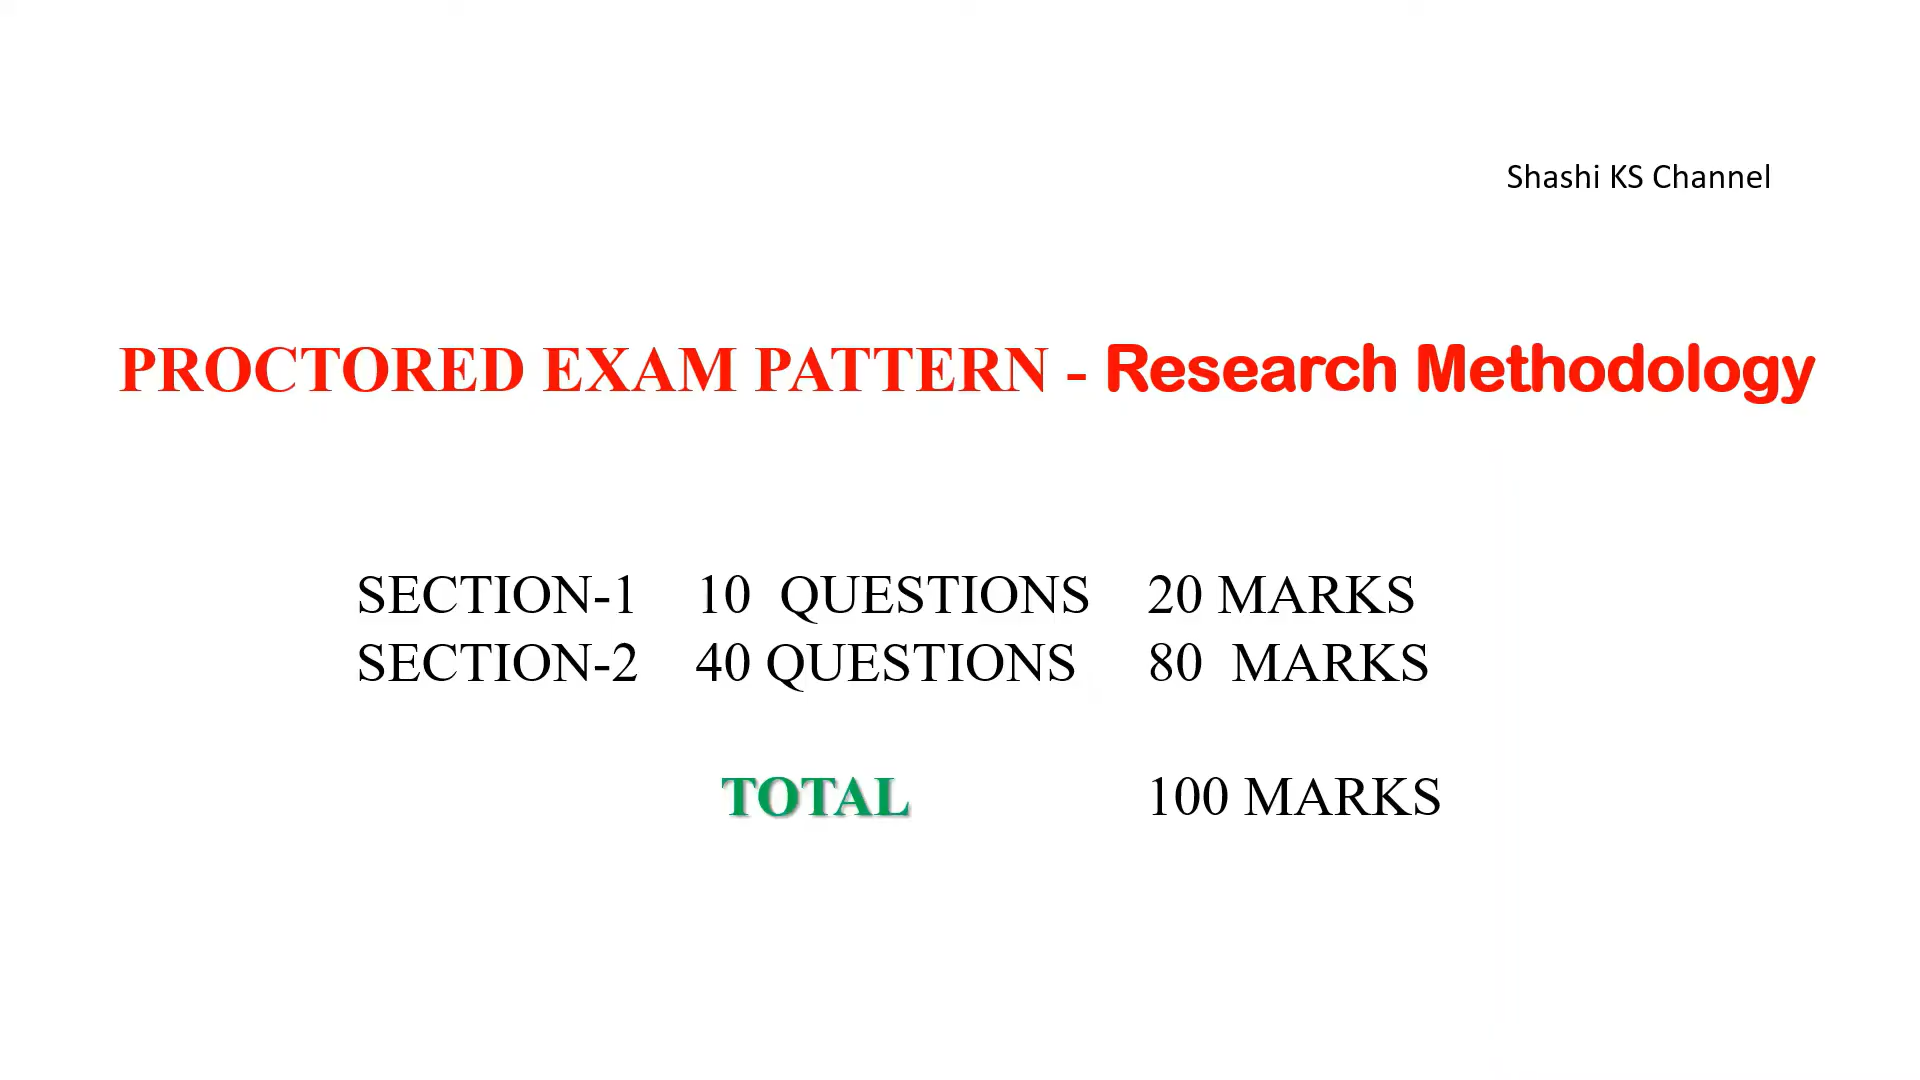 Shashi KS Channel
PROCTORED EXAM PATTERN - Research Methodology
SECTION-1 10 QUESTIONS 20 MARKS
SECTION-2 40 QUESTIONS 80 MARKS
TOTAL 100 MARKS